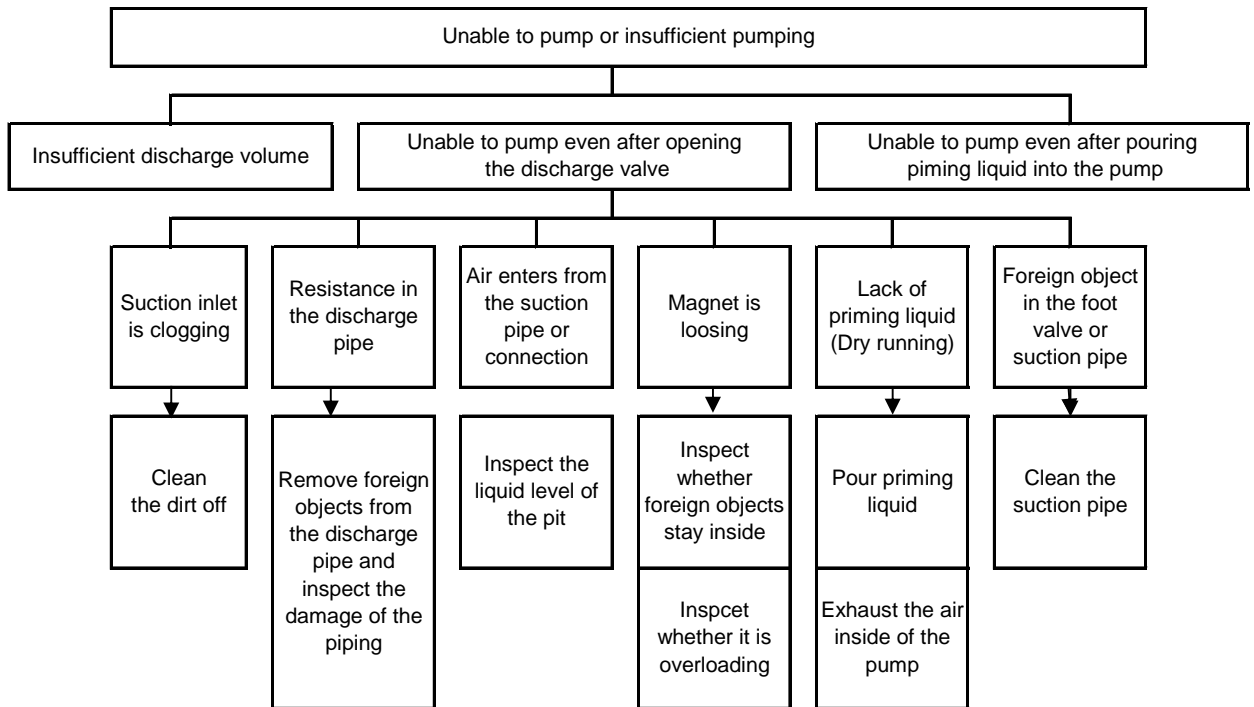 Unable to pump or insufficient pumping
Insufficient discharge volume
Unable to pump even after opening
the discharge valve
Unable to pump even after pouring
piming liquid into the pump
Suction inlet
is clogging
Resistance in
the discharge
pipe
Air enters from
the suction
pipe or
connection
Magnet is
loosing
Lack of
priming liquid
(Dry running)
Foreign object
in the foot
valve or
suction pipe
Clean
the dirt off
Remove foreign
objects from
the discharge
pipe and
inspect the
damage of the
piping
Inspect the
liquid level of
the pit
Inspect
whether
foreign objects
stay inside
Pour priming
liquid
Clean the
suction pipe
Inspcet
whether it is
overloading
Exhaust the air
inside of the
pump